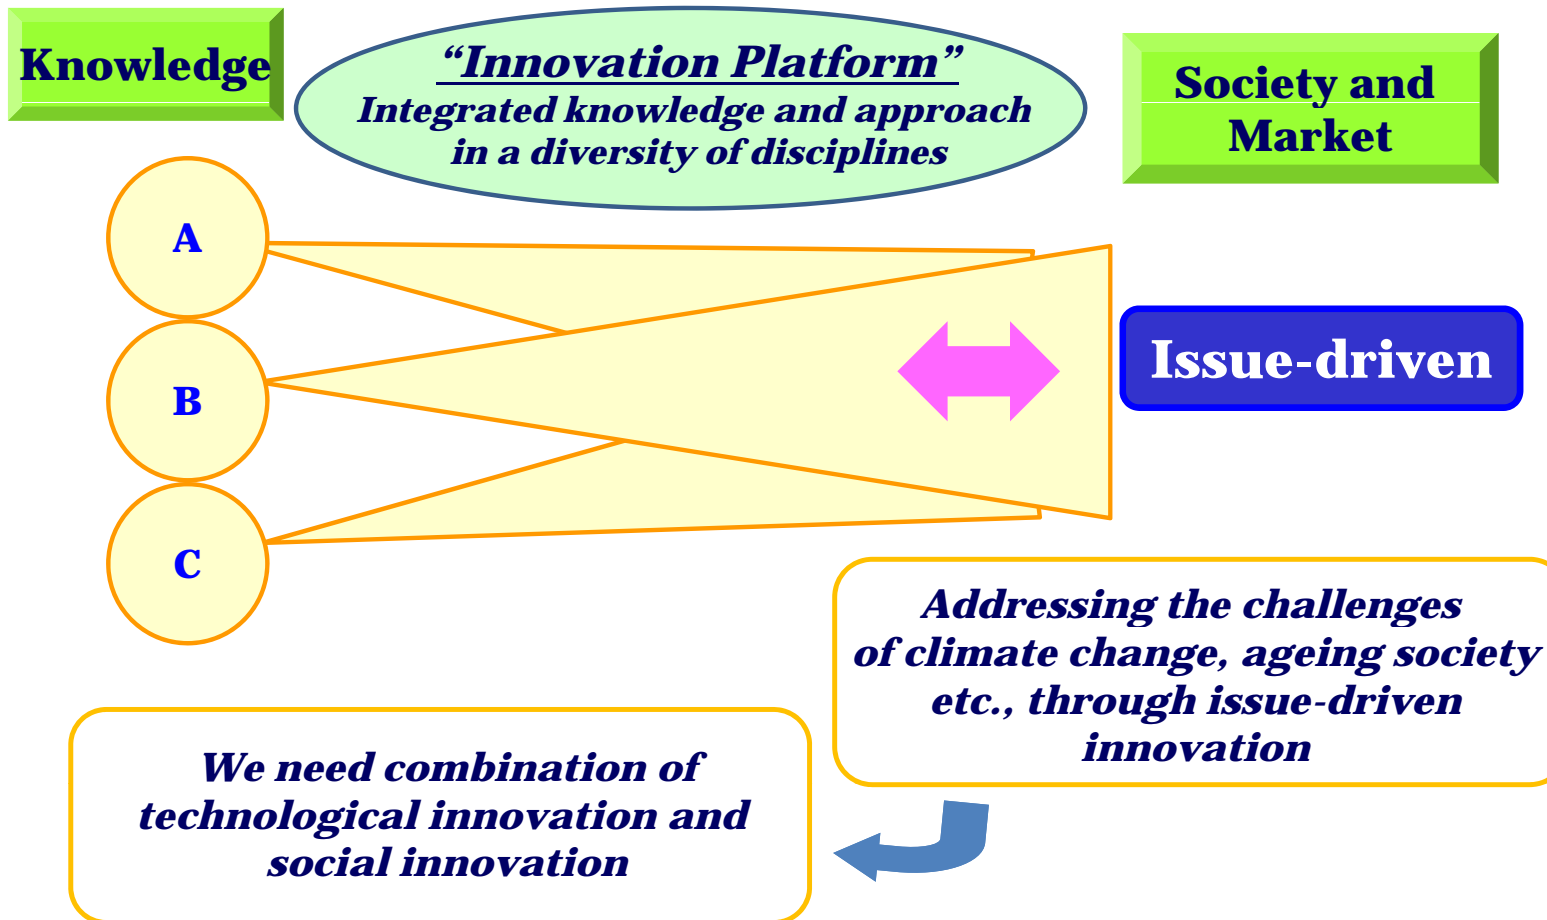 Knowledge
“Innovation Platform”
Integrated knowledge and approach
in a diversity of disciplines
Society and
Market
A
B
C
Issue-driven
Addressing the challenges
of climate change, ageing society
etc., through issue-driven
innovation
We need combination of
technological innovation and
social innovation